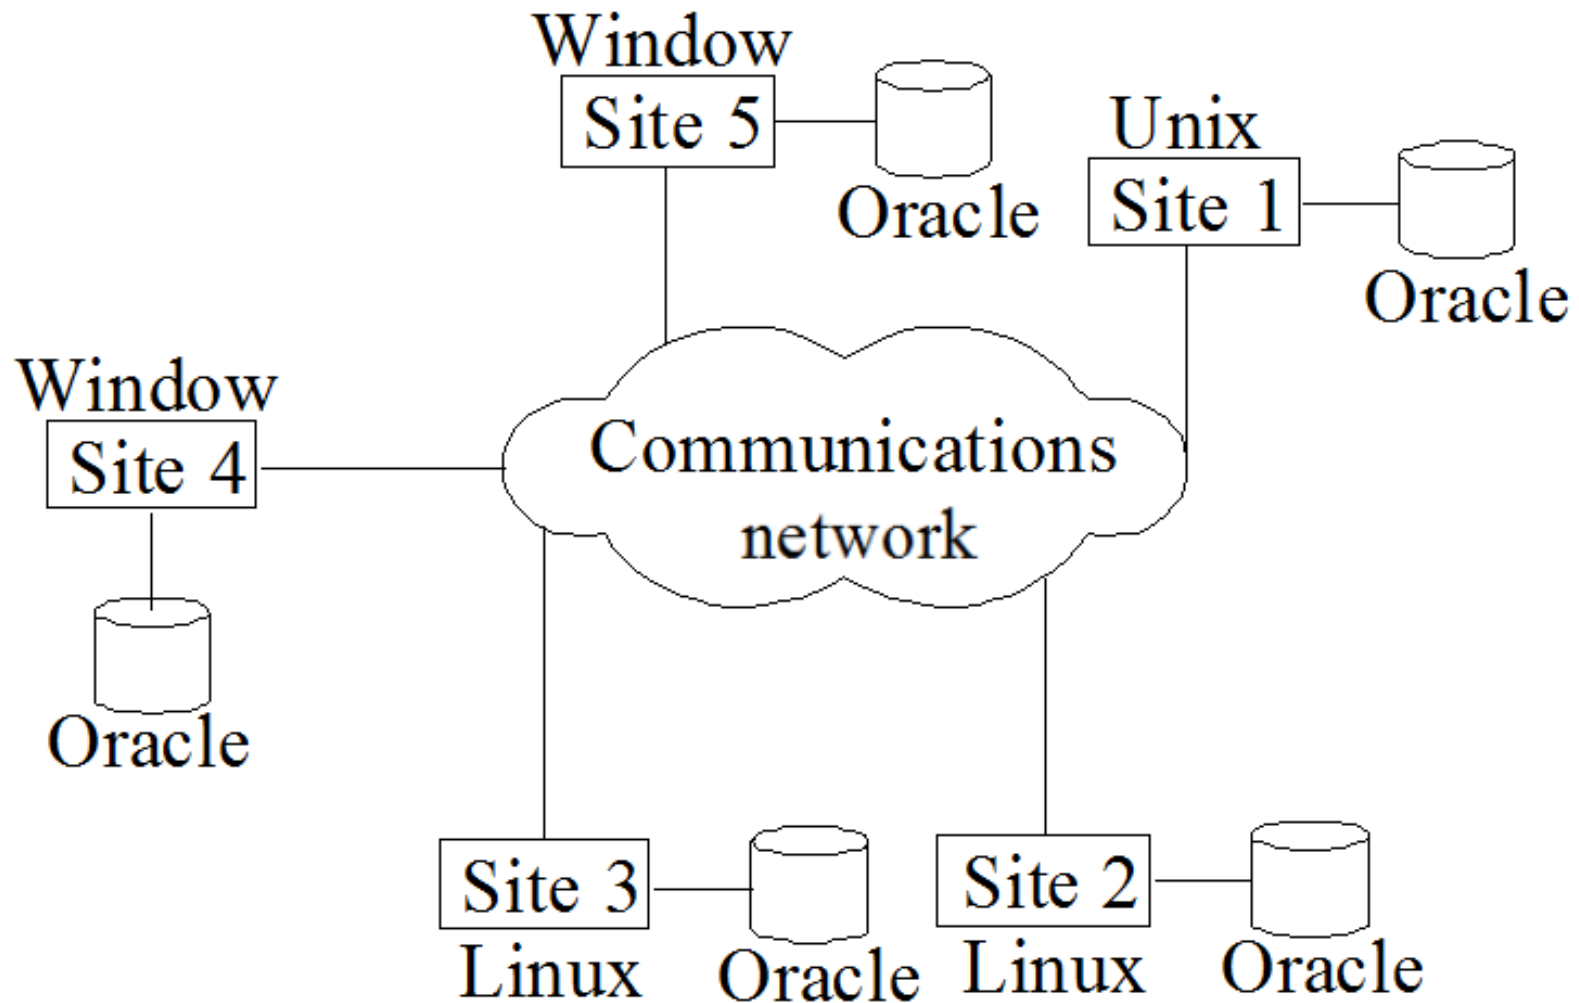 Window
Site 5
Oracle
Unix
Site 1
Oracle
Window
Site 4
Oracle
Communications
network
Site 3
Linux
Oracle
Site 2
Linux
Oracle